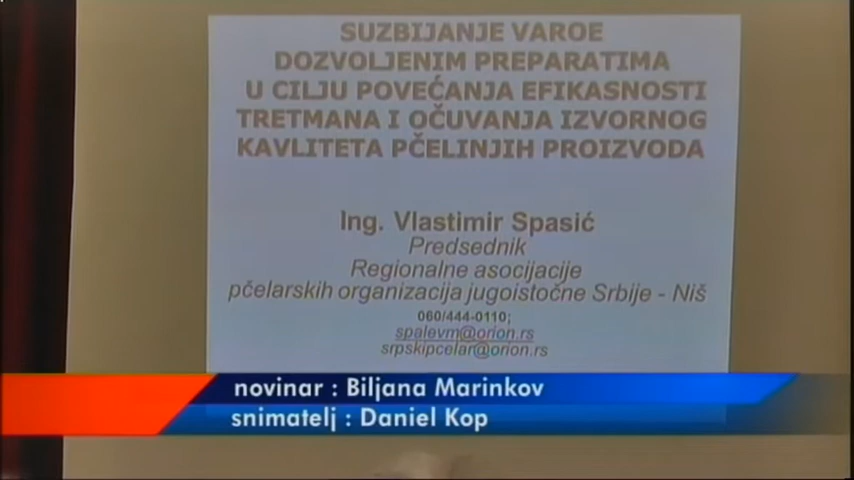 SUZBIJANJE VAROE
DOZVOLJENIM PREPARATIMA
U CILJU POVEĆANJA EFIKASNOSTI
TRETMANA I OČUVANJA IZVORNOG
KAVLITETA PČELINJIH PROIZVODA
Ing. Vlastimir Spasić
Predsednik
Regionalne asocijacije
pčelarskih organizacija jugoistočne Srbije - Niš
060/444-0110;
spalevm@orion.rs
srpskipcelar@orion.rs
novinar : Biljana Marinkov
snimatelj : Daniel Kop